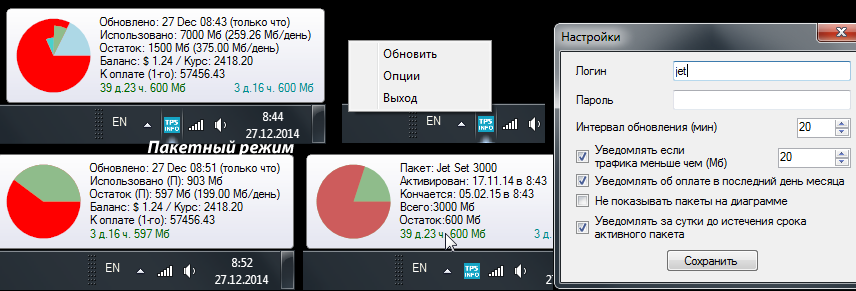 Обновлено: 27 Dec 08:43 (только что)
Использовано: 7000 Мб (259.26 Мб/день)
Остаток: 1500 Мб (375.00 Мб/день)
Баланс: $ 1.24 / Курс: 2418.20
К оплате (1-го): 57456.43
39 д.23 ч. 600 Мб 3 д.16 ч. 600 Мб
EN TPS INFO 8:44
27.12.2014
Обновить
Опции
Выход
EN TPS INFO
Пакетный режим
Обновлено: 27 Dec 08:51 (только что)
Использовано (П): 903 Мб
Остаток (П): 597 Мб (199.00 Мб/день)
Баланс: $ 1.24 / Курс: 2418.20
К оплате (1-го): 57456.43
3 д.16 ч. 597 Мб
EN TPS INFO 8:52
27.12.2014
Пакет: Jet Set 3000
Активирован: 17.11.14 в 8:43
Кончается: 05.02.15 в 8:43
Всего:3000 Мб
Остаток:600 Мб
39 д.23 ч. 600 Мб 3 д.
EN TPS INFO
27
Настройки
Логин jet
Пароль
Интервал обновления (мин) 20
Уведомлять если
трафика меньше чем (Мб) 20
Уведомлять об оплате в последний день месяца
Не показывать пакеты на диаграмме
Уведомлять за сутки до истечения срока
активного пакета
Сохранить